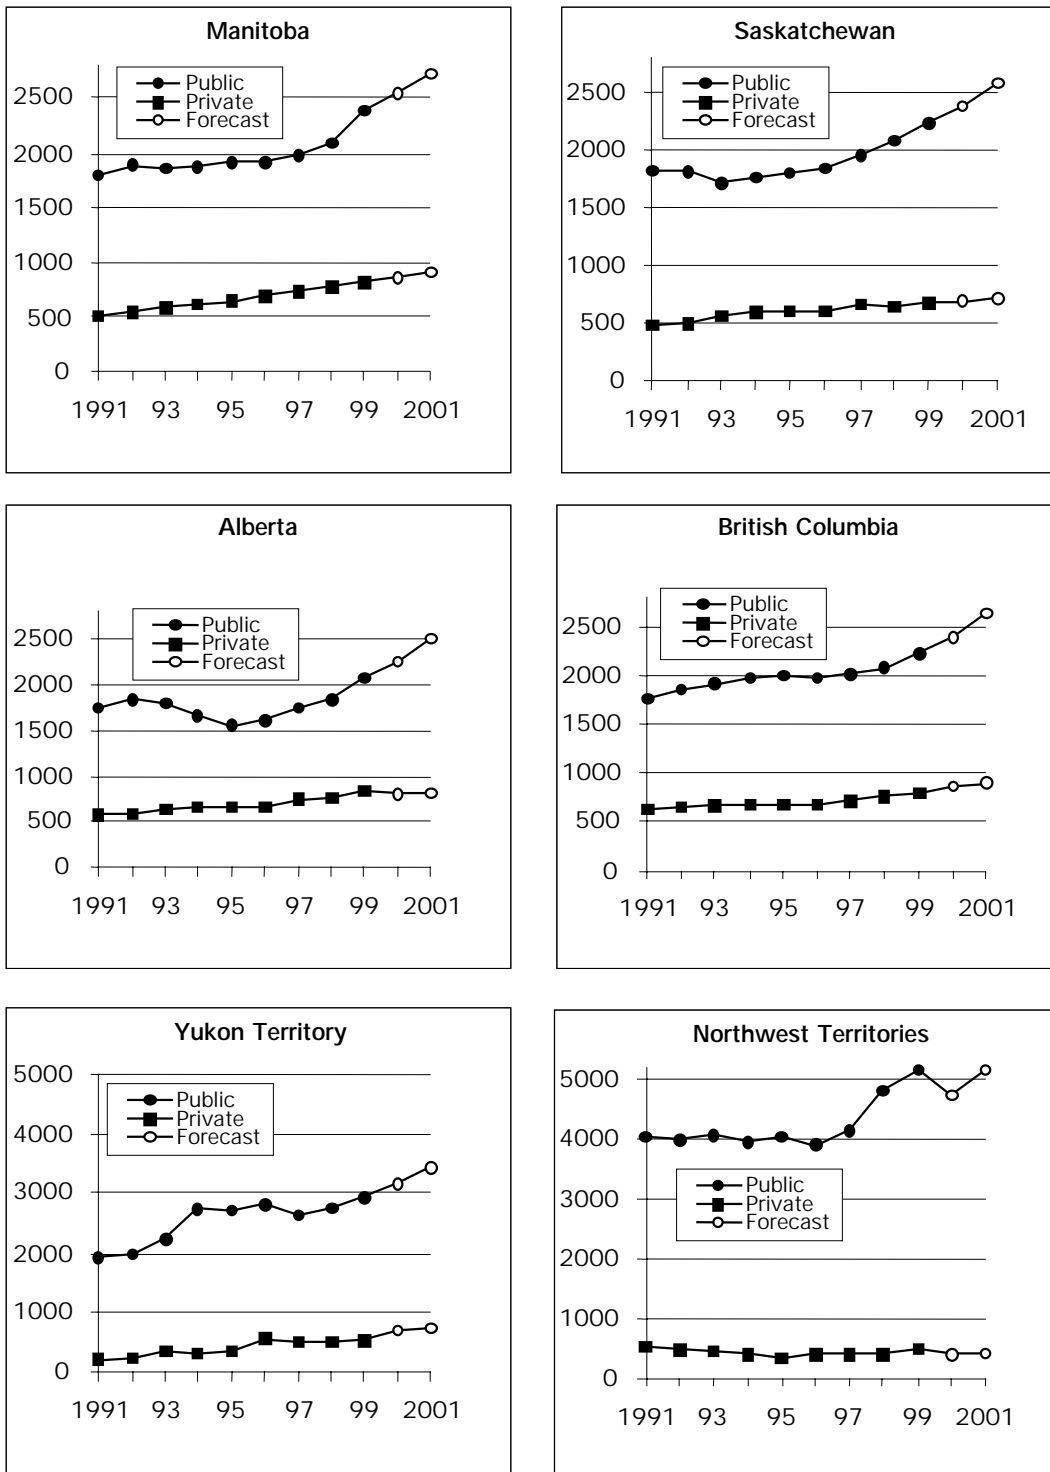 Manitoba
Public
Private
Forecast
2500
2000
1500
1000
500
0
1991 93 95 97 99 2001
Saskatchewan
Public
Private
Forecast
2500
2000
1500
1000
500
0
1991 93 95 97 99 2001
Alberta
Public
Private
Forecast
2500
2000
1500
1000
500
0
1991 93 95 97 99 2001
British Columbia
Public
Private
Forecast
2500
2000
1500
1000
500
0
1991 93 95 97 99 2001
Yukon Territory
5000
Public
Private
Forecast
4000
3000
2000
1000
0
1991 93 95 97 99 2001
Northwest Territories
5000
4000
Public
Private
Forecast
3000
2000
1000
0
1991 93 95 97 99 2001